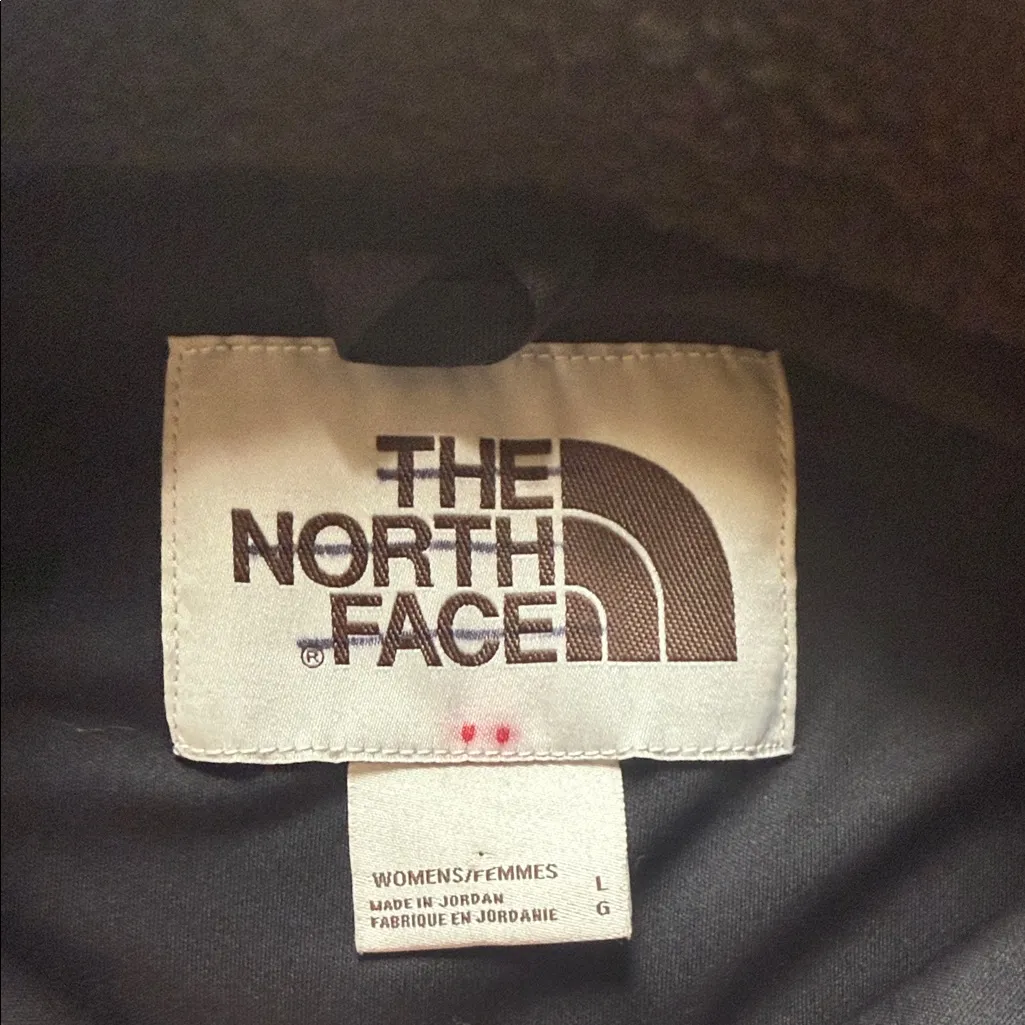 THE
NORTH
FACE
®
WOMENS/FEMMES L
MADE IN JORDAN
FABRIQUE EN JORDANIE G